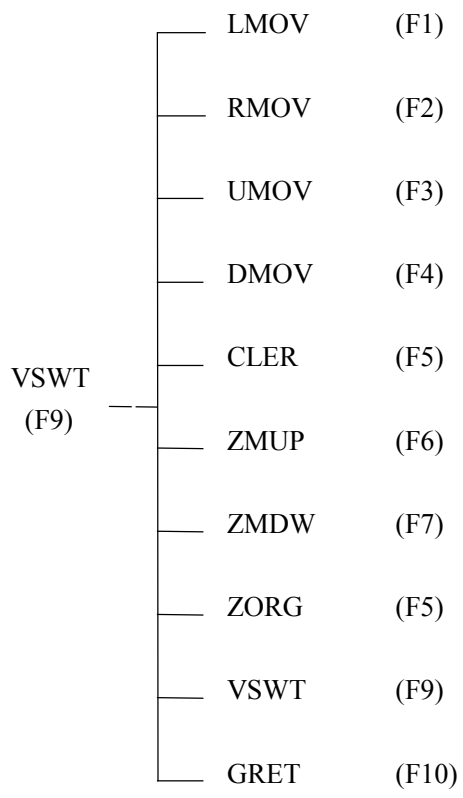 LMOV (F1)
RMOV (F2)
UMOV (F3)
DMOV (F4)
CLER (F5)
VSWT
(F9)
ZMUP (F6)
ZMDW (F7)
ZORG (F5)
VSWT (F9)
GRET (F10)